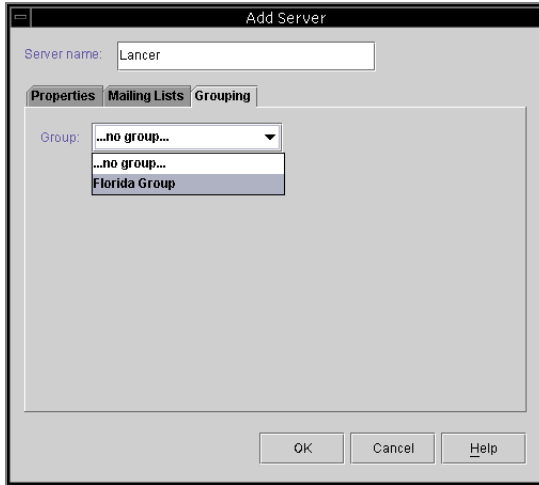 Add Server
Server name: Lancer
Properties Mailing Lists Grouping
Group: ...no group...
...no group...
Florida Group
OK Cancel Help